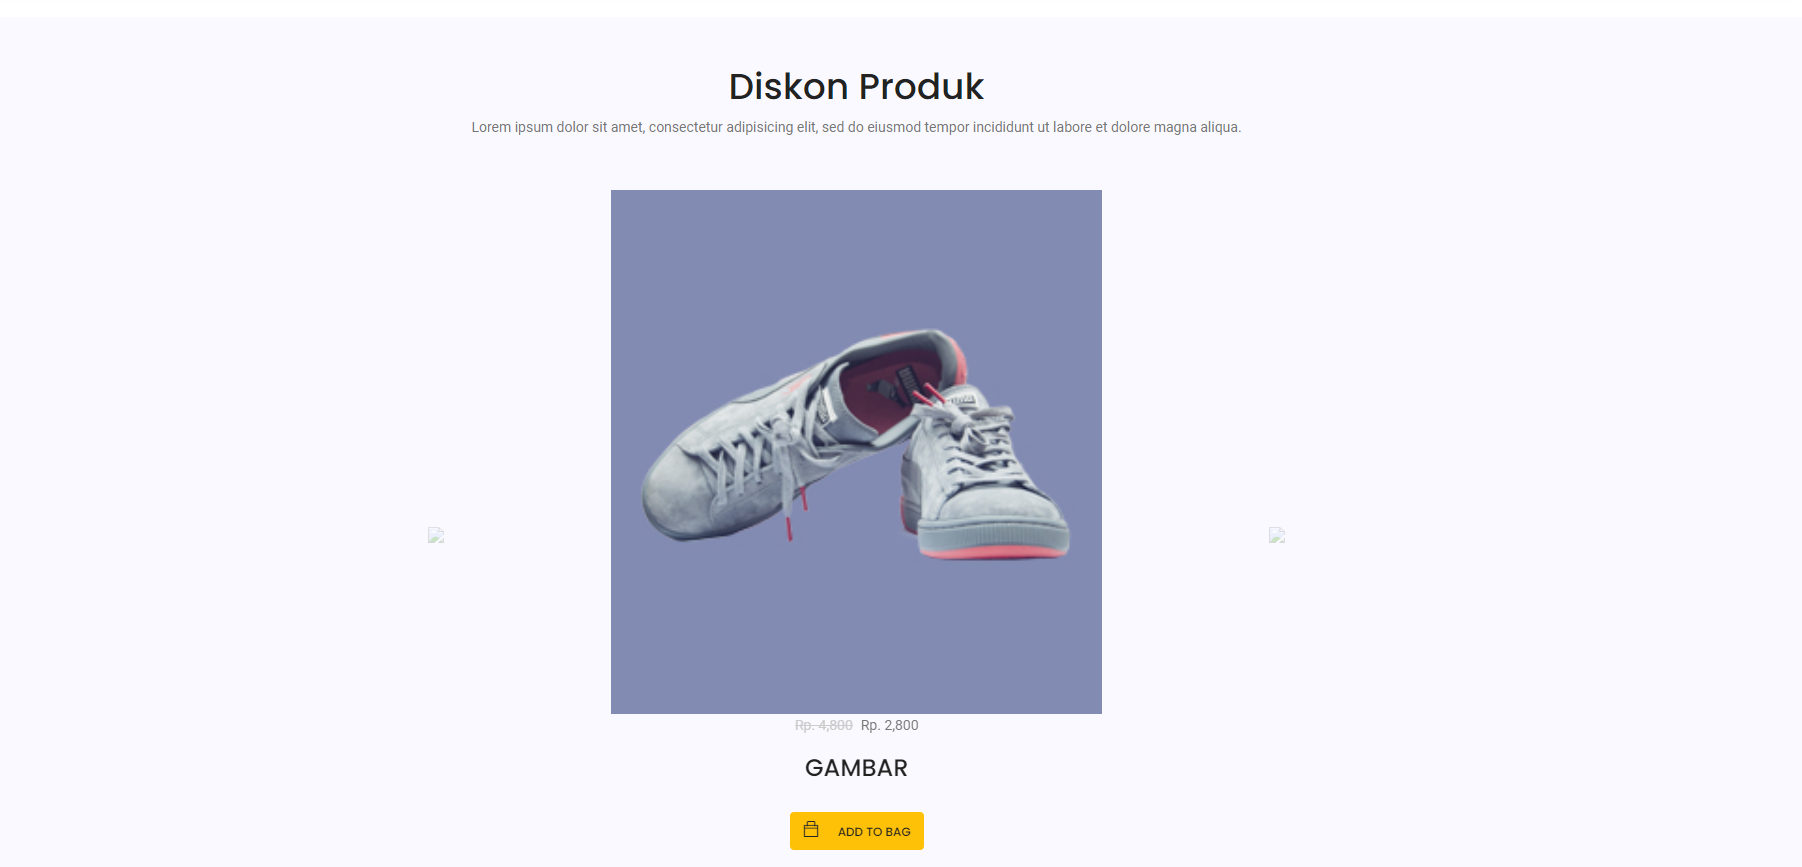 Diskon Produk
Lorem ipsum dolor sit amet, consectetur adipisicing elit, sed do eiusmod tempor incididunt ut labore et dolore magna aliqua.
Rp. 4,800 Rp. 2,800
GAMBAR
ADD TO BAG